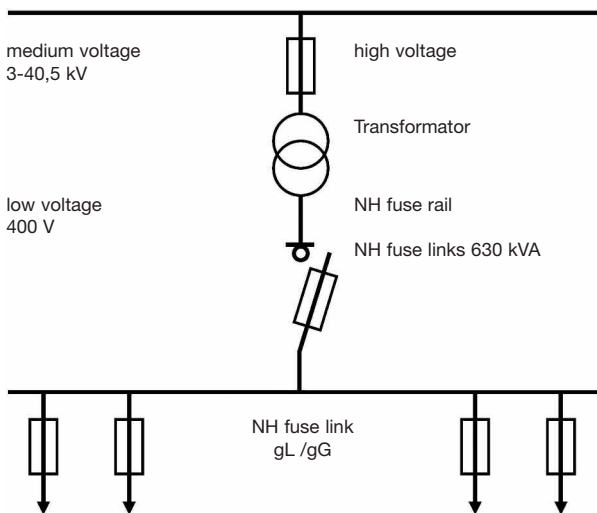 medium voltage
3-40,5 kV
high voltage
Transformator
low voltage
400 V
NH fuse rail
NH fuse links 630 kVA
NH fuse link
gL /gG